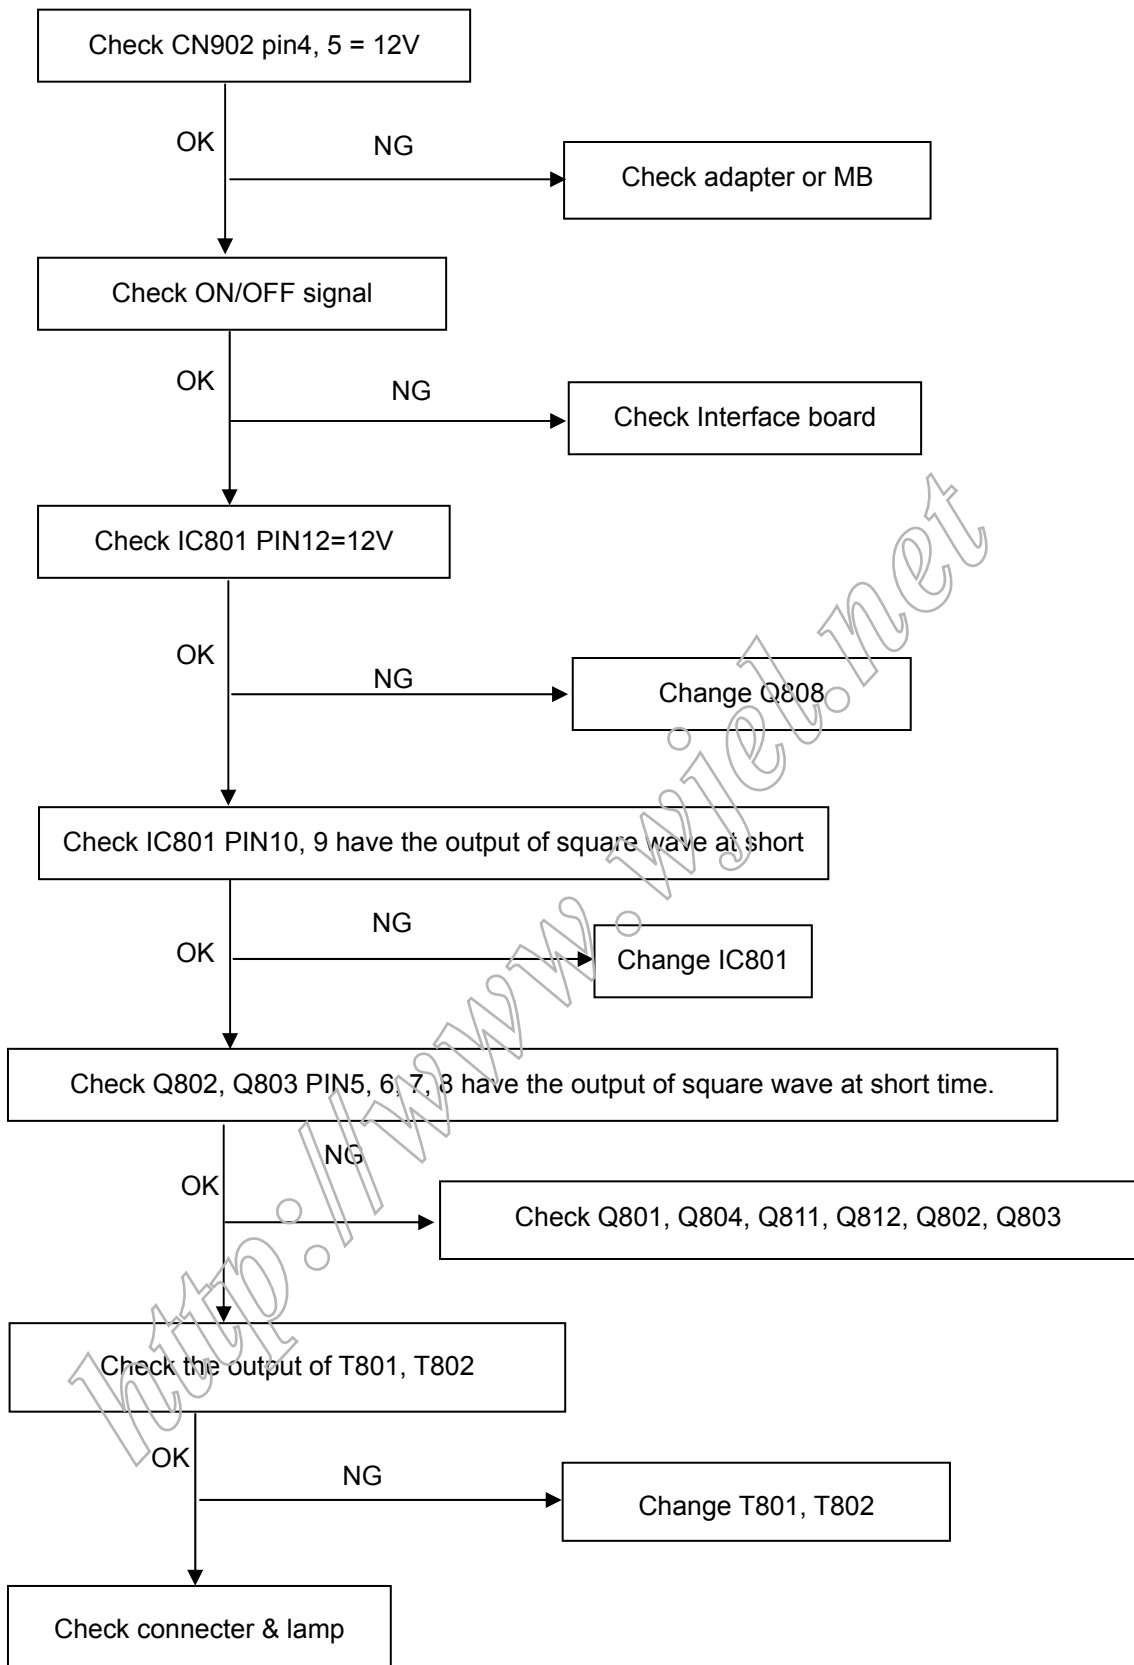 Check CN902 pin4, 5 = 12V
OK
NG
Check adapter or MB
Check ON/OFF signal
OK
NG
Check Interface board
Check IC801 PIN12=12V
OK
NG
Change Q808
Check IC801 PIN10, 9 have the output of square wave at short
NG
OK
Change IC801
Check Q802, Q803 PIN5, 6, 7, 8 have the output of square wave at short time.
NG
OK
Check Q801, Q804, Q811, Q812, Q802, Q803
Check the output of T801, T802
OK
NG
Change T801, T802
Check connecter & lamp
http://www.wjel.net